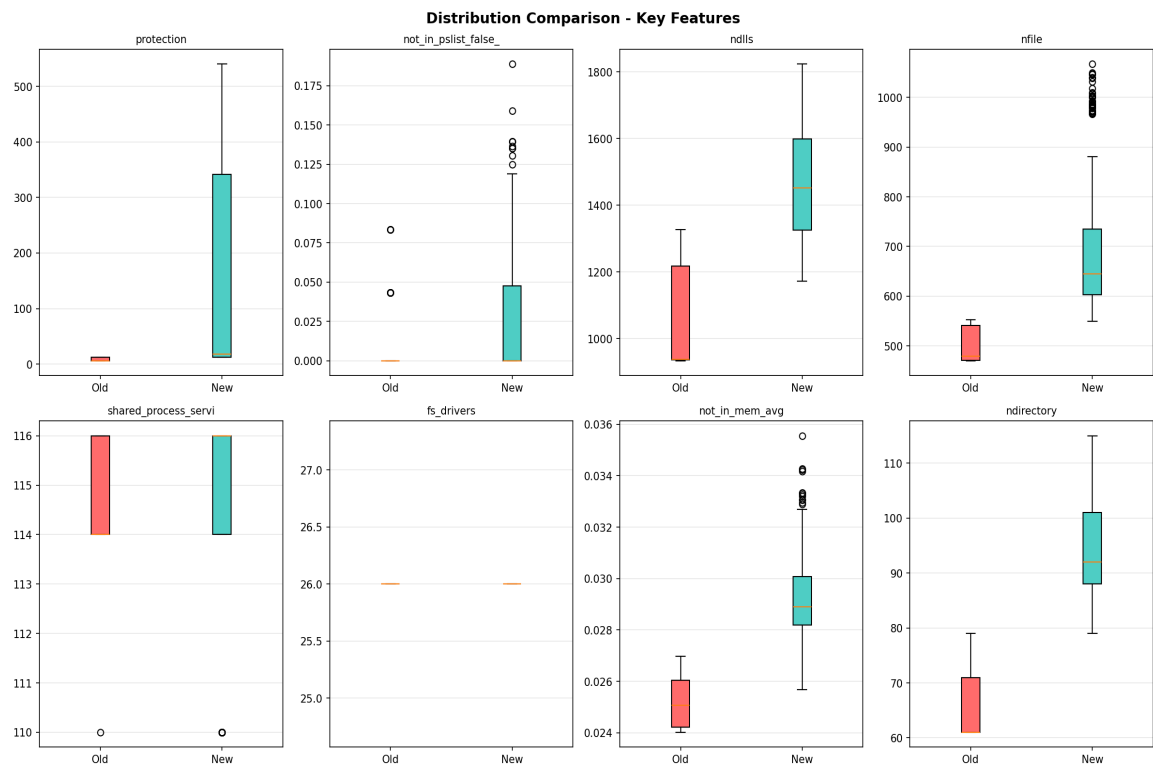 Distribution Comparison - Key Features
protection
500
400
300
200
100
0
Old New
not_in_pslist_false_
0.175
0.150
0.125
0.100
0.075
0.050
0.025
0.000
Old New
ndlls
1800
1600
1400
1200
1000
Old New
nfile
1000
900
800
700
600
500
Old New
shared_process_servi
116
115
114
113
112
111
110
Old New
fs_drivers
27.0
26.5
26.0
25.5
25.0
Old New
not_in_mem_avg
0.036
0.034
0.032
0.030
0.028
0.026
0.024
Old New
ndirectory
110
100
90
80
70
60
Old New